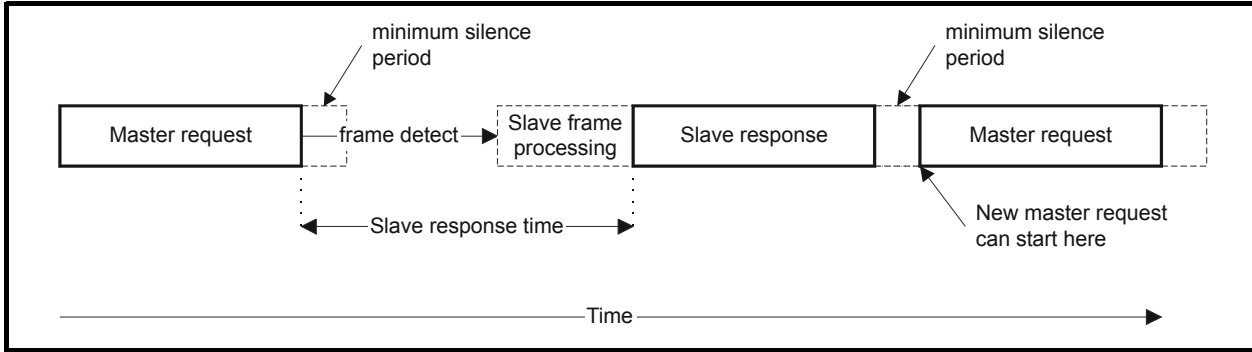 minimum silence
period
minimum silence
period
Master request
frame detect
Slave frame
processing
Slave response
Master request
Slave response time
New master request
can start here
Time